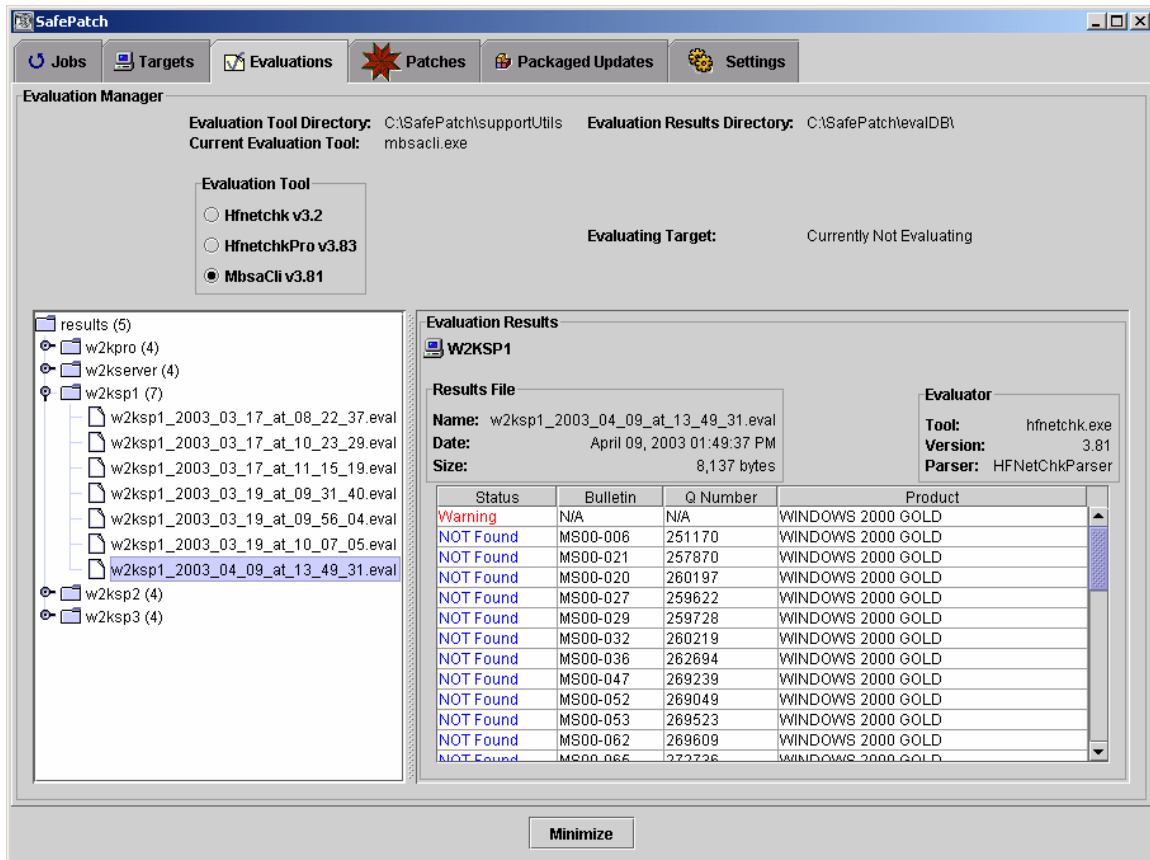 SafePatch
Jobs Targets Evaluations Patches Packaged Updates Settings
Evaluation Manager
Evaluation Tool Directory: C:\SafePatch\supportUtils Evaluation Results Directory: C:\SafePatch\evalDB\
Current Evaluation Tool: mbsacli.exe
Evaluation Tool
Hfnetchk v3.2
HfnetchkPro v3.83
MbsaCli v3.81
Evaluating Target: Currently Not Evaluating
results (5)
w2kpro (4)
w2kserver (4)
w2ksp1 (7)
w2ksp1_2003_03_17_at_08_22_37.eval
w2ksp1_2003_03_17_at_10_23_29.eval
w2ksp1_2003_03_17_at_11_15_19.eval
w2ksp1_2003_03_19_at_09_31_40.eval
w2ksp1_2003_03_19_at_09_56_04.eval
w2ksp1_2003_03_19_at_10_07_05.eval
w2ksp1_2003_04_09_at_13_49_31.eval
w2ksp2 (4)
w2ksp3 (4)
Evaluation Results
W2KSP1
Results File
Name: w2ksp1_2003_04_09_at_13_49_31.eval
Date: April 09, 2003 01:49:37 PM
Size: 8,137 bytes
Evaluator
Tool: hfnetchk.exe
Version: 3.81
Parser: HFNetChkParser
Status Bulletin Q Number Product
Warning N/A N/A WINDOWS 2000 GOLD
NOT Found MS00-006 251170 WINDOWS 2000 GOLD
NOT Found MS00-021 257870 WINDOWS 2000 GOLD
NOT Found MS00-020 260197 WINDOWS 2000 GOLD
NOT Found MS00-027 259622 WINDOWS 2000 GOLD
NOT Found MS00-029 259728 WINDOWS 2000 GOLD
NOT Found MS00-032 260219 WINDOWS 2000 GOLD
NOT Found MS00-036 262694 WINDOWS 2000 GOLD
NOT Found MS00-047 269239 WINDOWS 2000 GOLD
NOT Found MS00-052 269049 WINDOWS 2000 GOLD
NOT Found MS00-053 269523 WINDOWS 2000 GOLD
NOT Found MS00-062 269609 WINDOWS 2000 GOLD
NOT Found MS00-065 272736 WINDOWS 2000 GOLD
Minimize